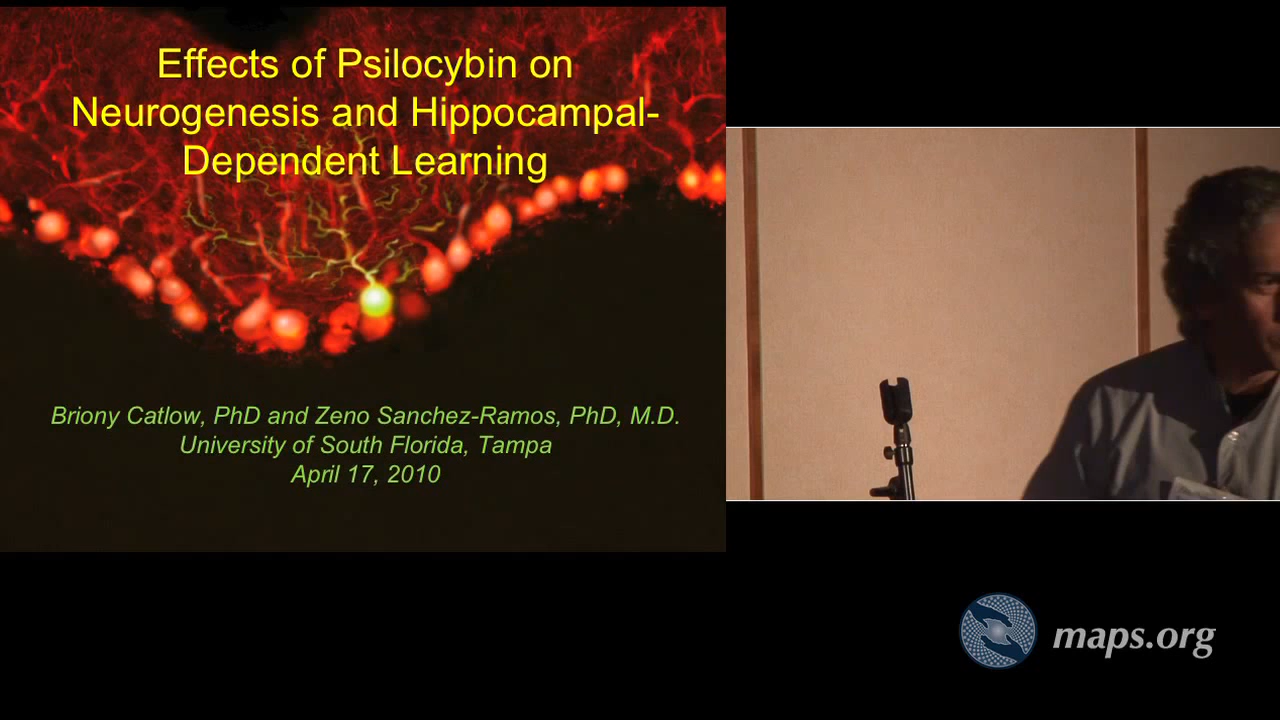 Effects of Psilocybin on
Neurogenesis and Hippocampal-
Dependent Learning
Briony Catlow, PhD and Zeno Sanchez-Ramos, PhD, M.D.
University of South Florida, Tampa
April 17, 2010
maps.org